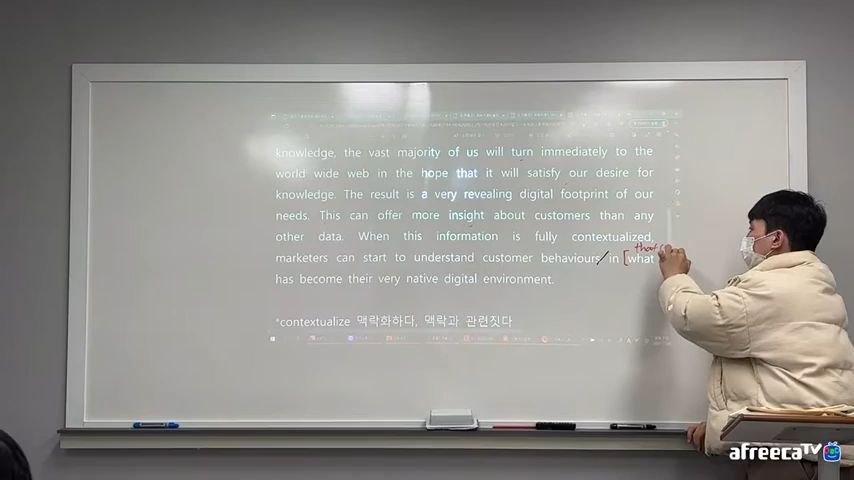 knowledge, the vast majority of us will turn immediately to the
world wide web in the hope that it will satisfy our desire for
knowledge. The result is a very revealing digital footprint of our
needs. This can offer more insight about customers than any
other data. When this information is fully contextualized,
that
marketers can start to understand customer behaviours / in [what
has become their very native digital environment.
*contextualize 맥락화하다, 맥락과 관련짓다
afreecaTV